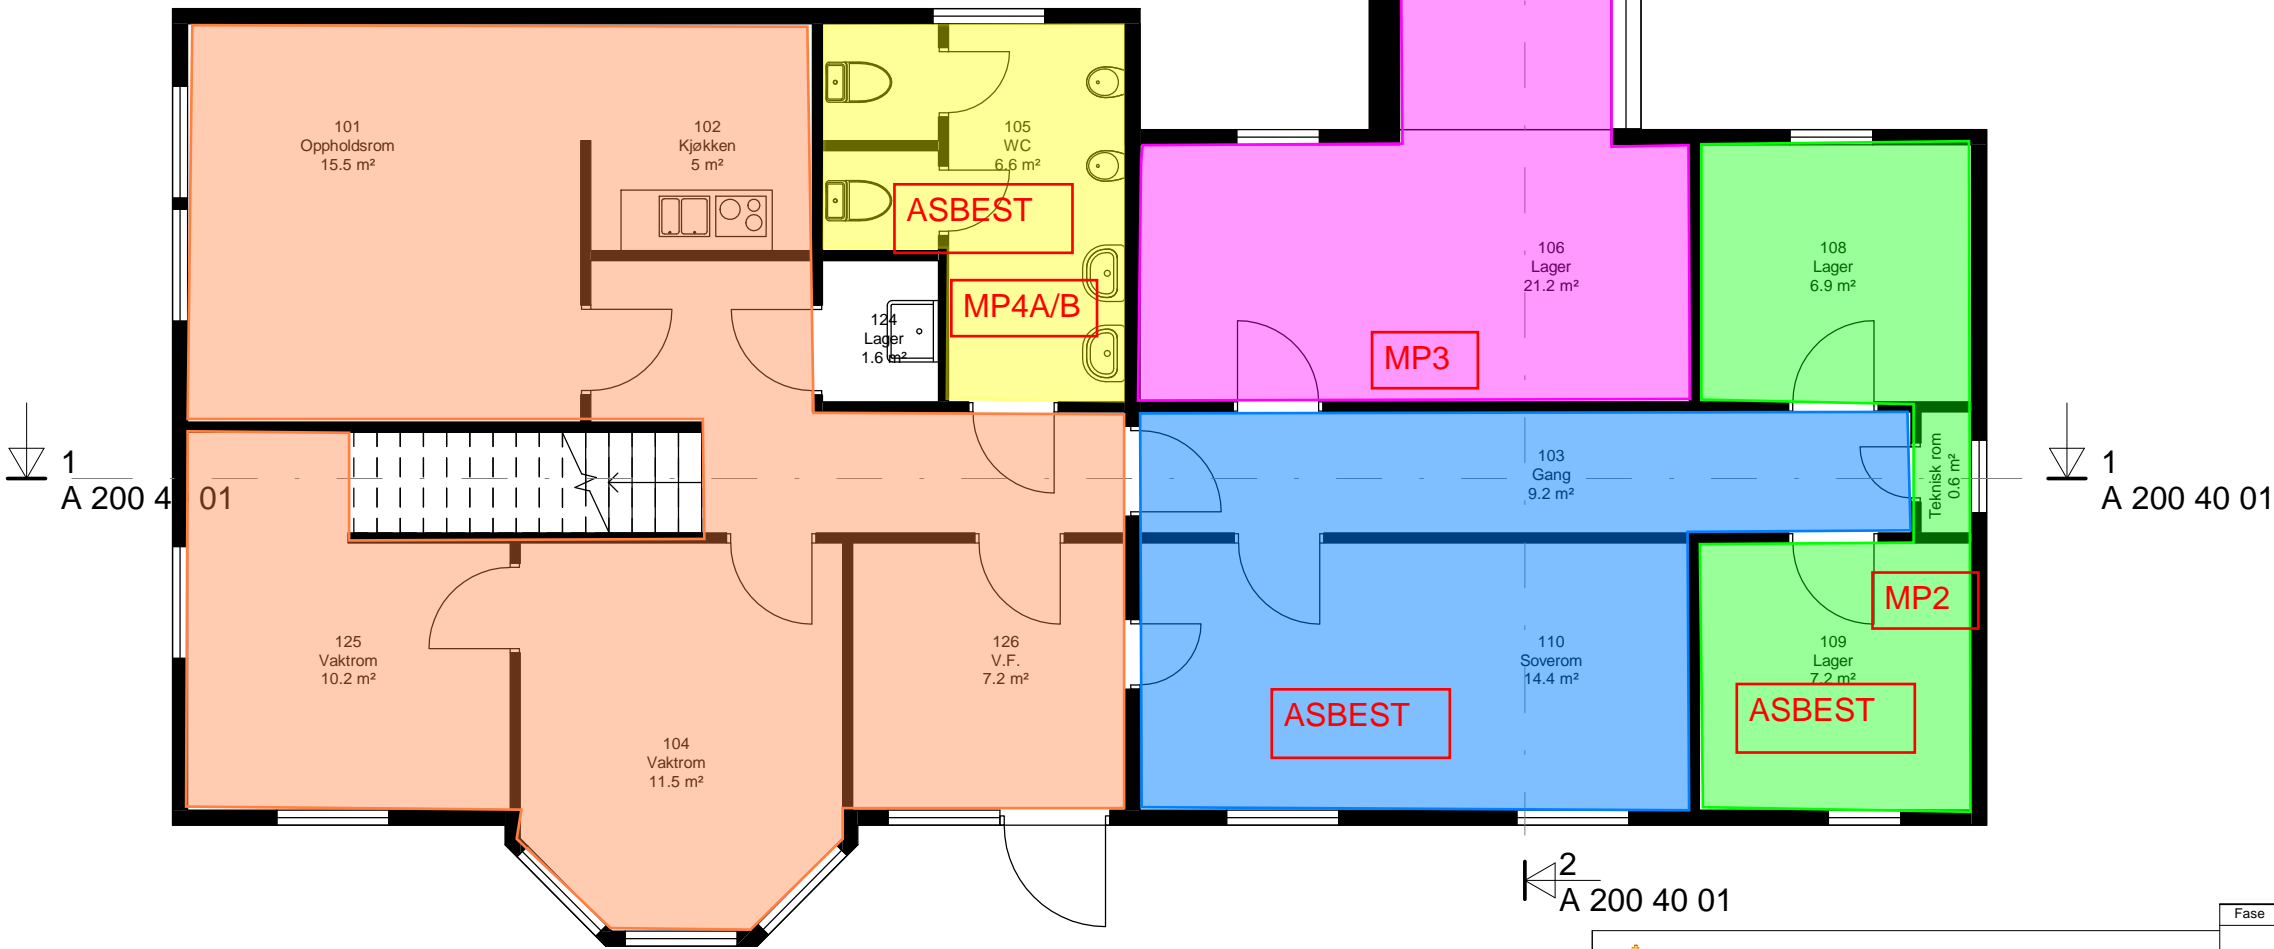 101
Oppholdsrom
15.5 m²
102
Kjøkken
5 m²
105
WC
6.6 m²
ASBEST
MP4A/B
124
Lager
1.6 m²
106
Lager
21.2 m²
MP3
108
Lager
6.9 m²
1
A 200 4 01
103
Gang
9.2 m²
Teknisk rom
0.6 m²
1
A 200 40 01
125
Vaktrom
10.2 m²
104
Vaktrom
11.5 m²
126
V.F.
7.2 m²
110
Soverom
14.4 m²
ASBEST
MP2
109
Lager
7.2 m²
ASBEST
2
A 200 40 01
Fase